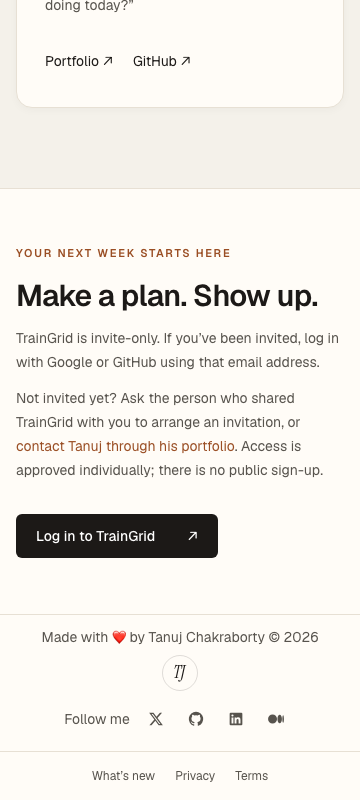 doing today?”
Portfolio ↗ GitHub ↗
YOUR NEXT WEEK STARTS HERE
Make a plan. Show up.
TrainGrid is invite-only. If you’ve been invited, log in
with Google or GitHub using that email address.
Not invited yet? Ask the person who shared
TrainGrid with you to arrange an invitation, or
contact Tanuj through his portfolio. Access is
approved individually; there is no public sign-up.
Log in to TrainGrid ↗
Made with ❤️ by Tanuj Chakraborty © 2026
TJ
Follow me
What’s new Privacy Terms